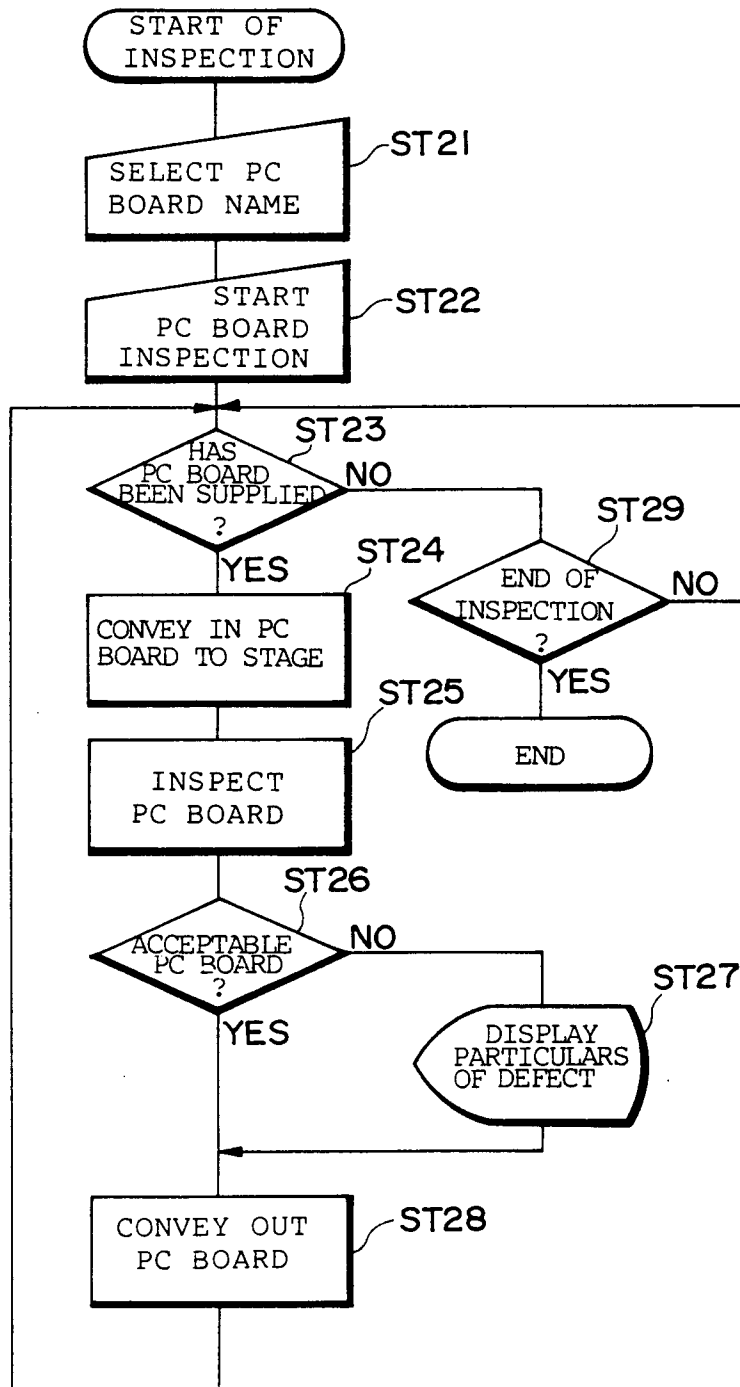 START OF
INSPECTION
ST21
SELECT PC
BOARD NAME
ST22
START
PC BOARD
INSPECTION
ST23
HAS
PC BOARD
BEEN SUPPLIED
?
NO
YES
ST29
END OF
INSPECTION
?
NO
YES
END
ST24
CONVEY IN PC
BOARD TO STAGE
ST25
INSPECT
PC BOARD
ST26
ACCEPTABLE
PC BOARD
?
NO
YES
ST27
DISPLAY
PARTICULARS
OF DEFECT
ST28
CONVEY OUT
PC BOARD